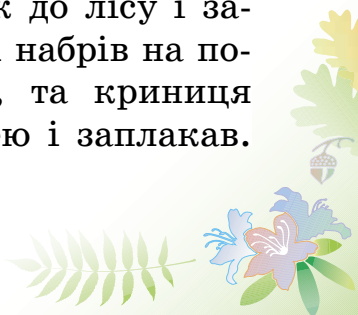 к до лісу і за-
набрів на по-
та криниця
ю і заплакав.